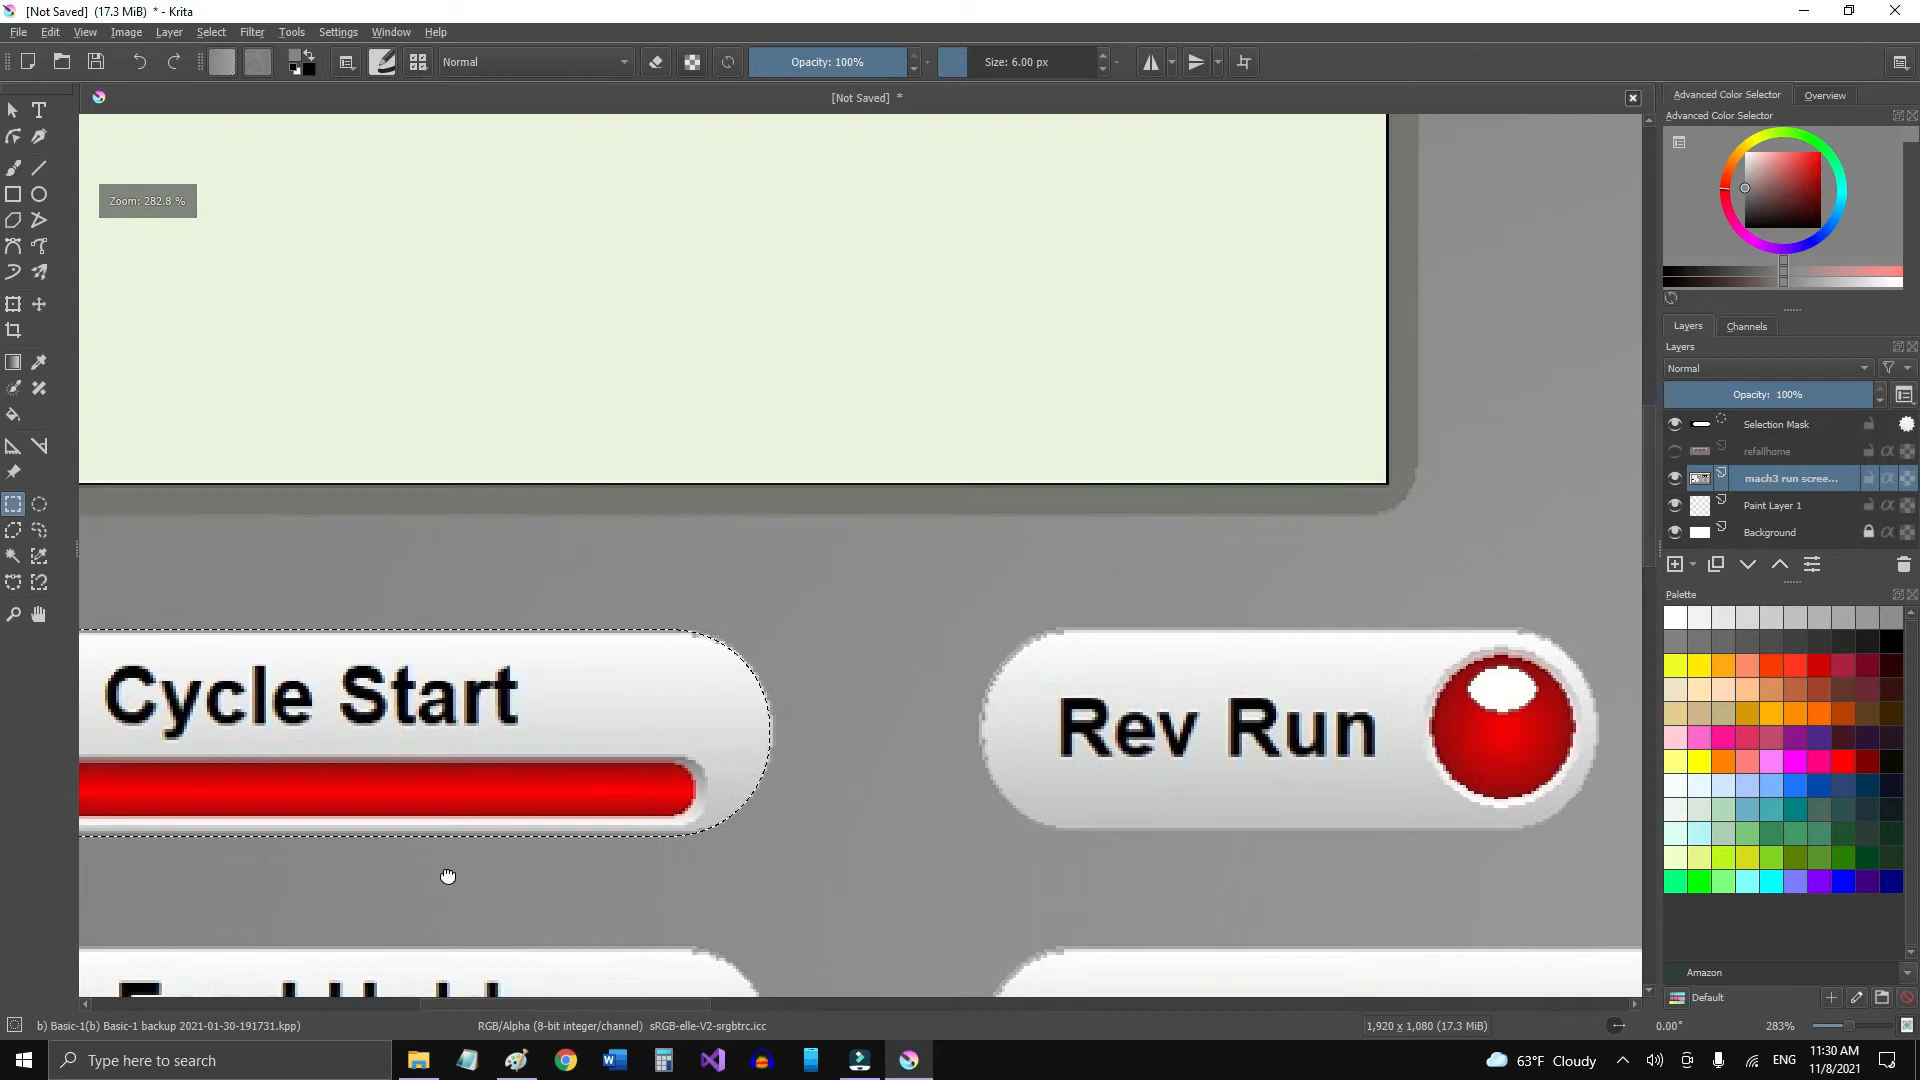 [Not Saved]  (17.3 MiB)  * - Krita
File  Edit  View  Image  Layer  Select  Filter  Tools  Settings  Window  Help
Normal
Opacity: 100%
Size: 6.00 px
[Not Saved]  *
Advanced Color Selector  Overview
Advanced Color Selector
Zoom: 282.8 %
Layers  Channels
Layers
Normal
Opacity:  100%
Selection Mask
refallhome
mach3 run scree...
Paint Layer 1
Background
Palette
Cycle Start
Rev Run
Amazon
Default
b) Basic-1(b) Basic-1 backup 2021-01-30-191731.kpp)
RGB/Alpha (8-bit integer/channel)  sRGB-elle-V2-srgbtrc.icc
1,920 x 1,080 (17.3 MiB)
0.00°
283%
Type here to search
63°F  Cloudy
ENG
11:30 AM
11/8/2021